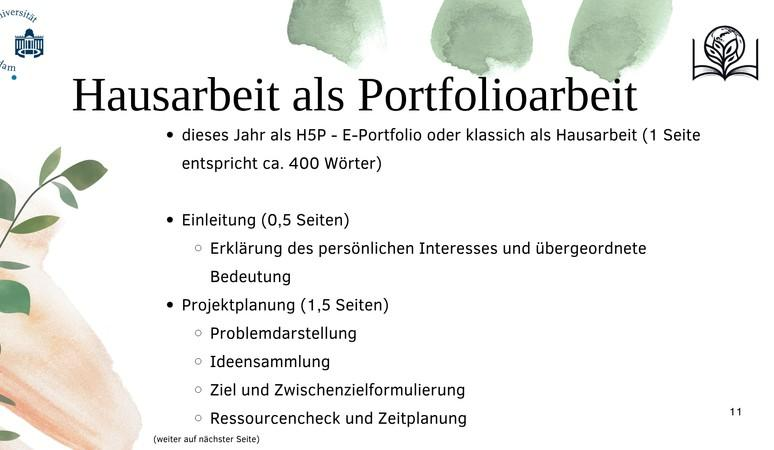 Hausarbeit als Portfolioarbeit
• dieses Jahr als H5P - E-Portfolio oder klassich als Hausarbeit (1 Seite
entspricht ca. 400 Wörter)
• Einleitung (0,5 Seiten)
○ Erklärung des persönlichen Interesses und übergeordnete
Bedeutung
• Projektplanung (1,5 Seiten)
○ Problemdarstellung
○ Ideensammlung
○ Ziel und Zwischenzielformulierung
○ Ressourcencheck und Zeitplanung
11
(weiter auf nächster Seite)